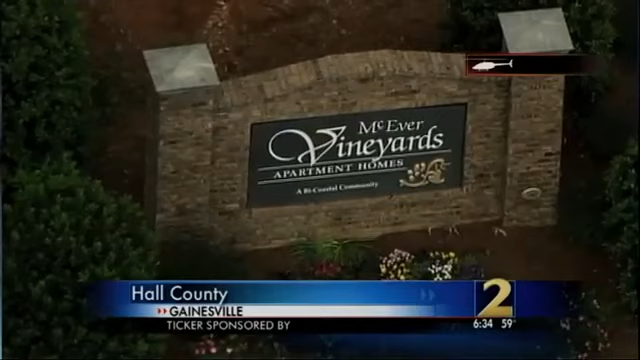 McEver
Vineyards
APARTMENT HOMES
A Bi-Coastal Community
Hall County
GAINESVILLE
TICKER SPONSORED BY
2
6:34 59°